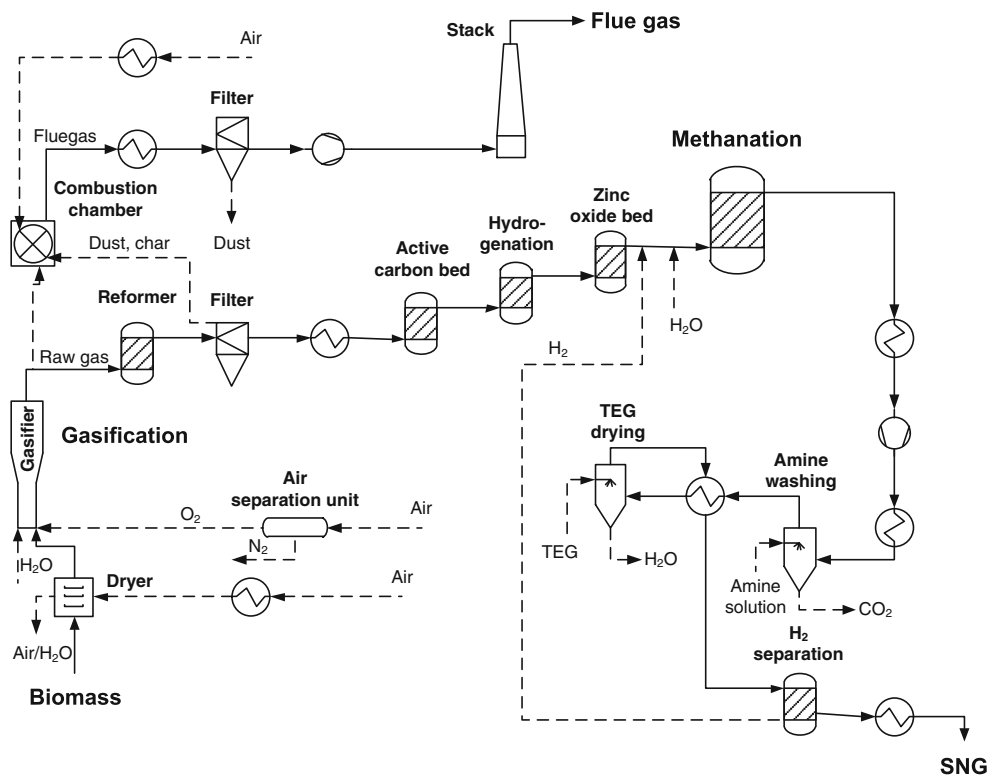 Stack
Flue gas
Air
Filter
Fluegas
Methanation
Combustion
chamber
Zinc
oxide bed
Hydro-
genation
Dust, char
Dust
Active
carbon bed
Reformer
Filter
H₂O
H₂
Raw gas
Gasifier
Gasification
TEG
drying
Air
separation unit
Amine
washing
O₂
Air
N₂
TEG
H₂O
H₂O
Dryer
Air
Amine
solution
CO₂
Air/H₂O
H₂
separation
Biomass
SNG